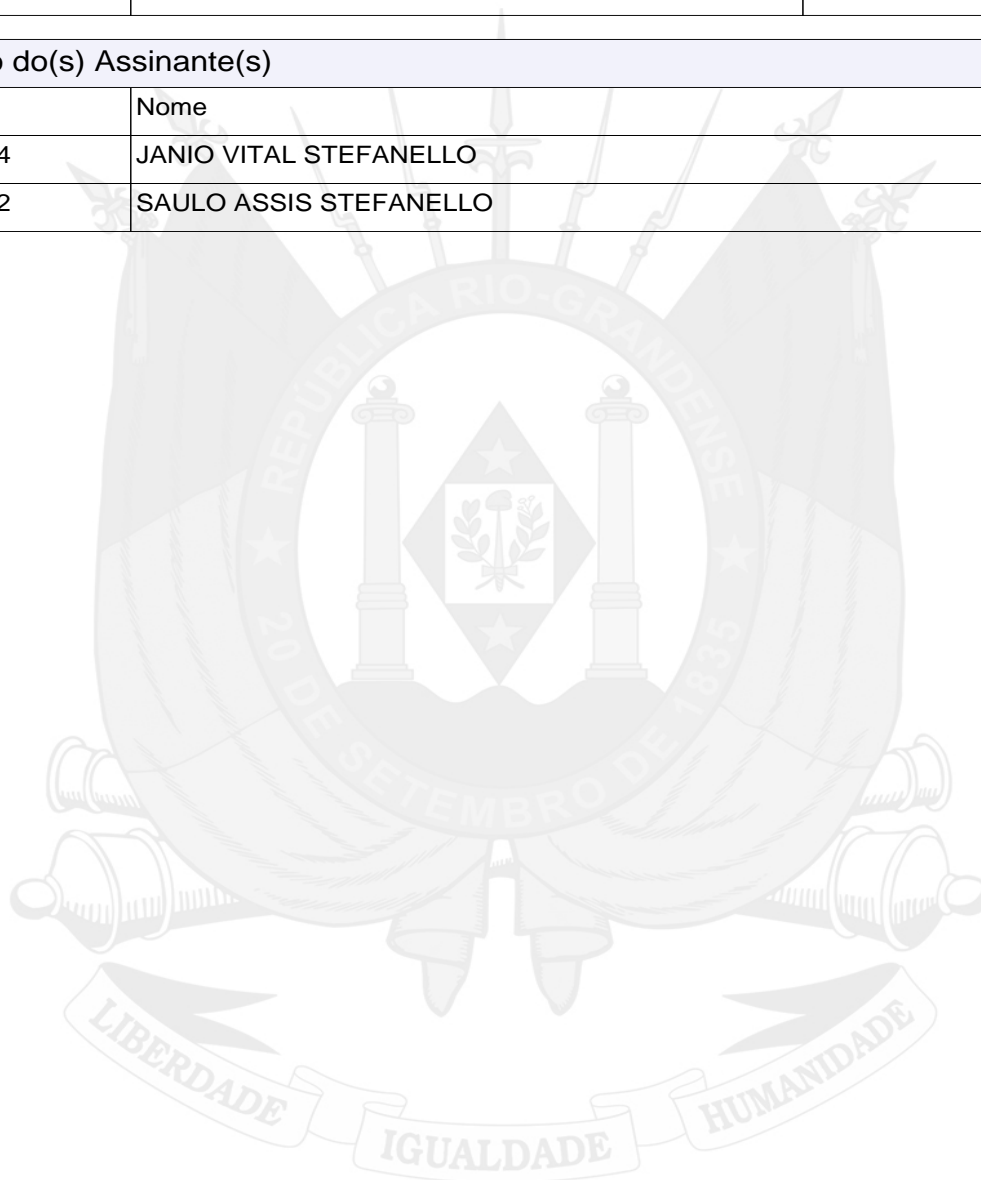 o do(s) Assinante(s)
Nome
4 JANIO VITAL STEFANELLO
2 SAULO ASSIS STEFANELLO
REPÚBLICA RIO-GRANDENSE
★ 20 DE SETEMBRO DE 1835 ★
LIBERDADE
IGUALDADE
HUMANIDADE